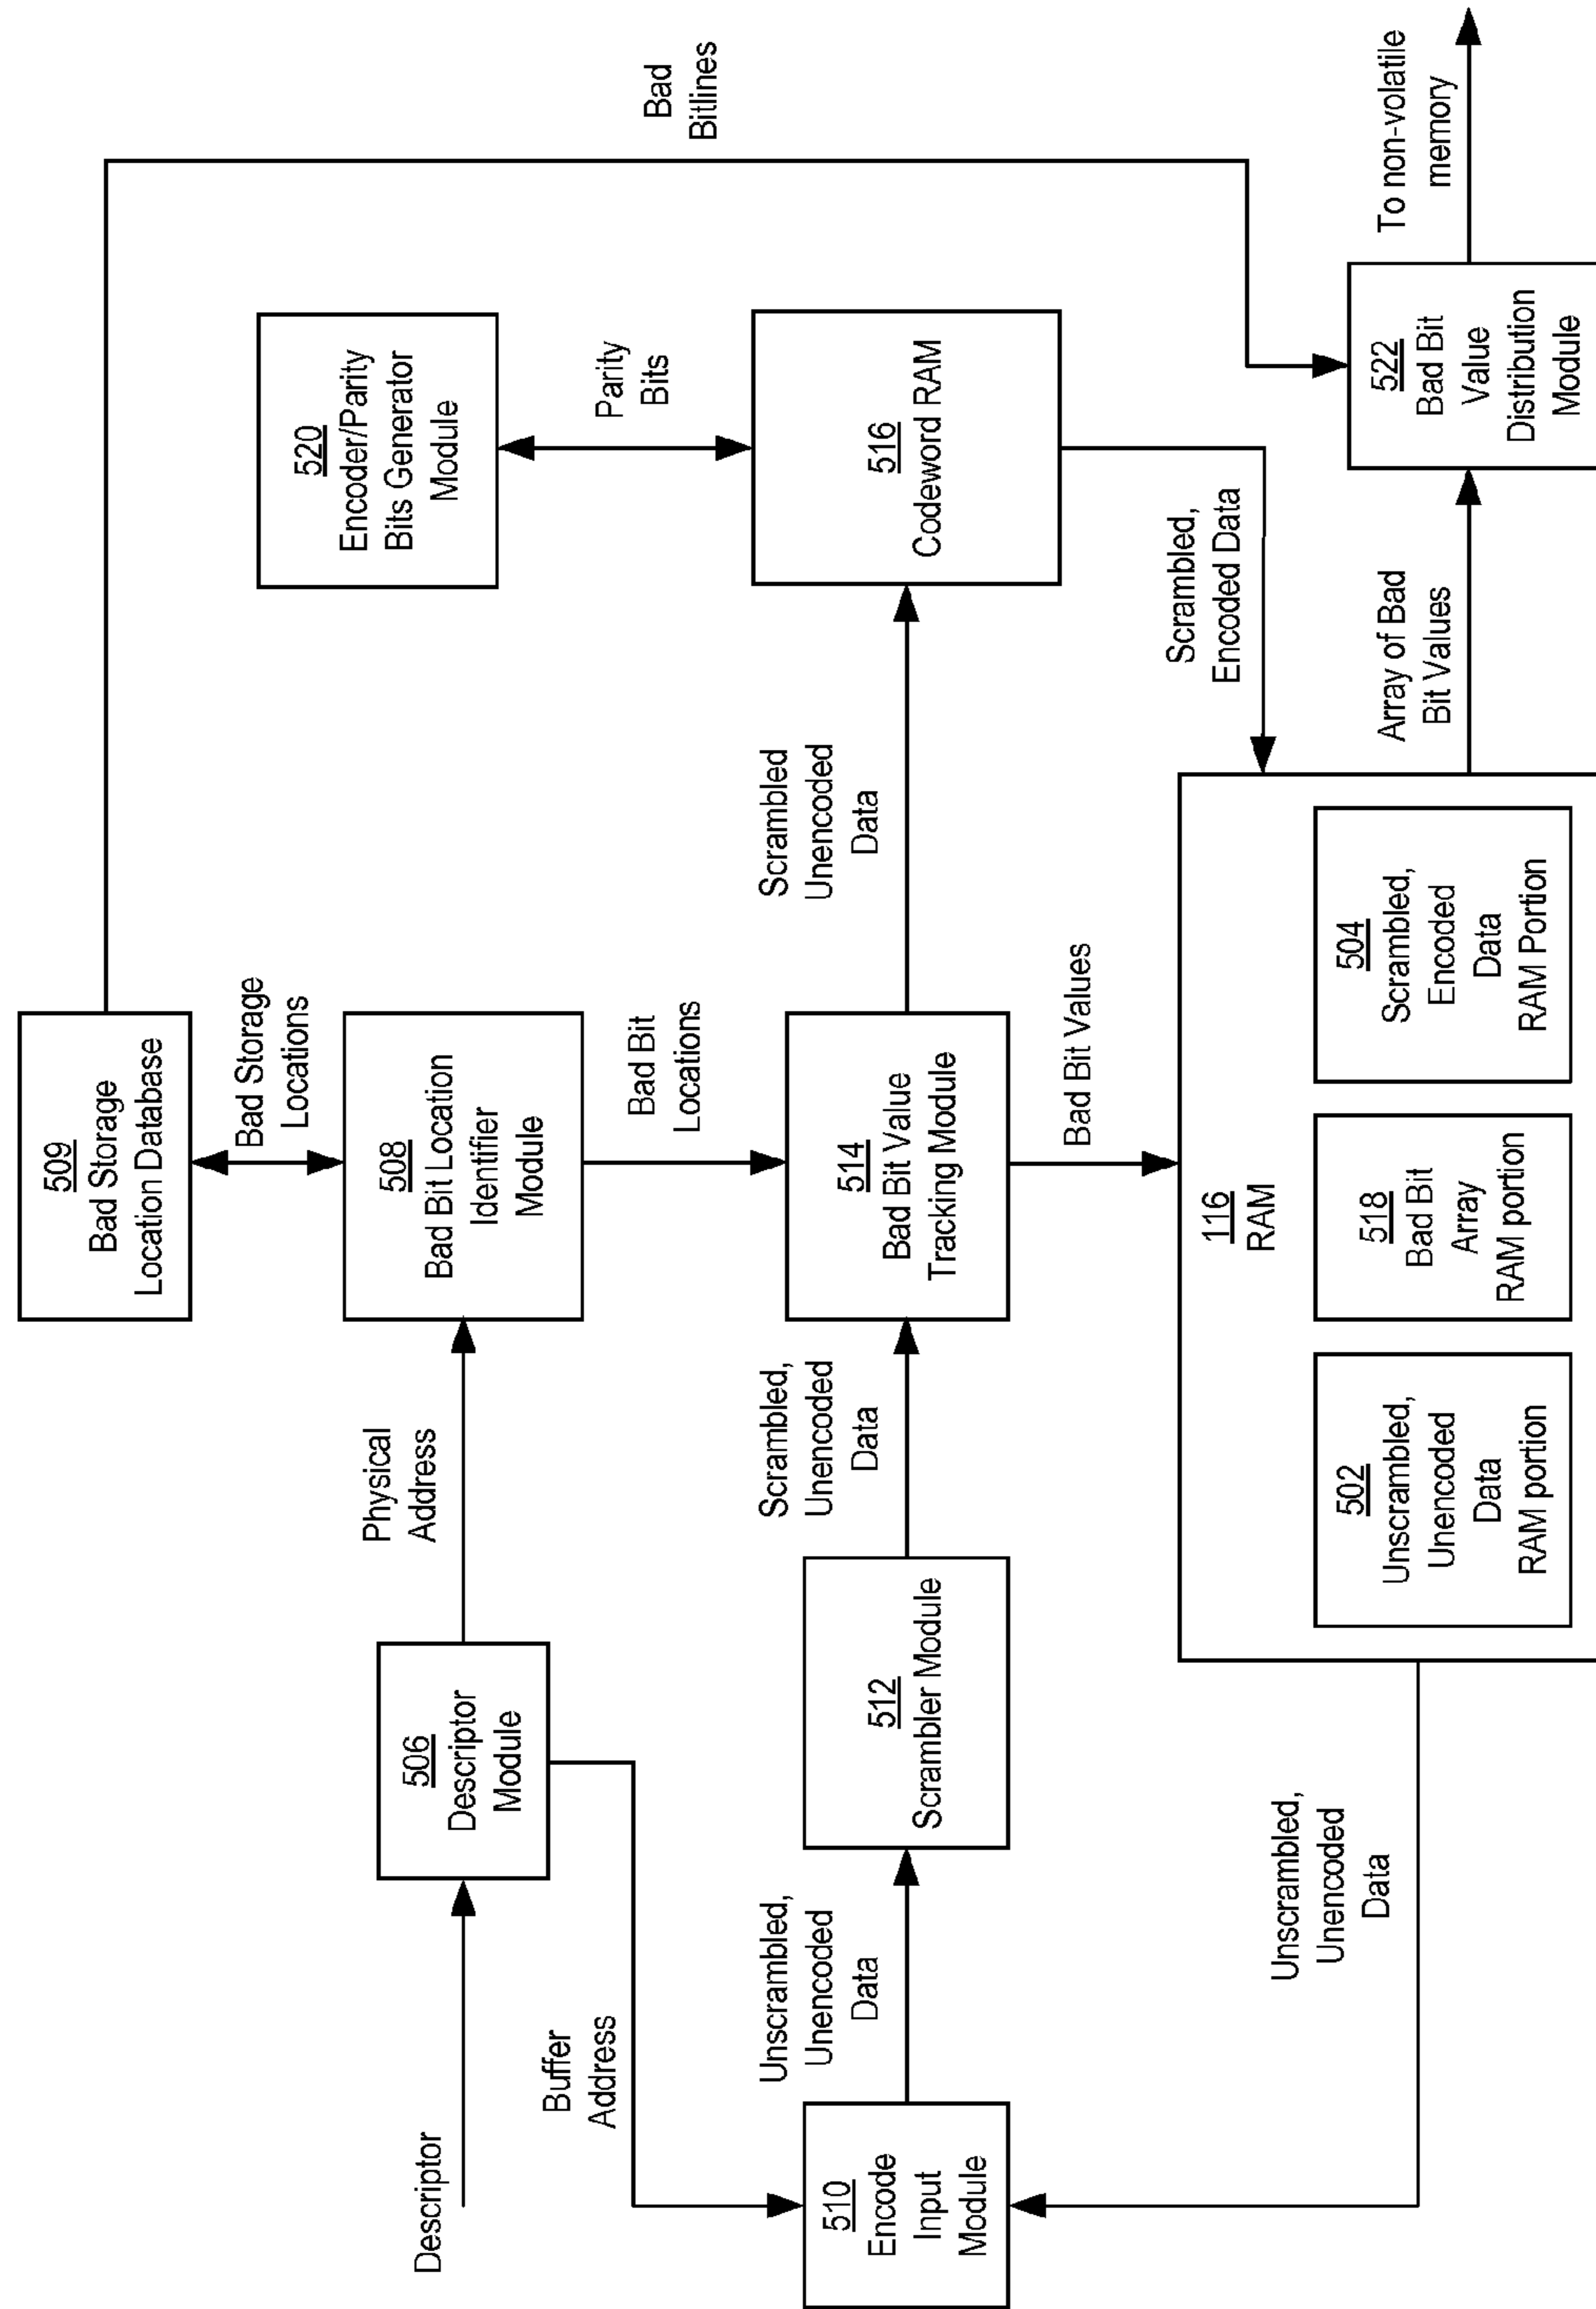 509
Bad Storage
Location Database
Bad Storage
Locations
Bad
Bitlines
Descriptor
506
Descriptor
Module
Physical
Address
508
Bad Bit Location
Identifier
Module
520
Encoder/Parity
Bits Generator
Module
Buffer
Address
Bad Bit
Locations
Parity
Bits
510
Encode
Input
Module
Unscrambled,
Unencoded
Data
512
Scrambler Module
Scrambled,
Unencoded
Data
514
Bad Bit Value
Tracking Module
Scrambled
Unencoded
Data
516
Codeword RAM
Bad Bit Values
Scrambled,
Encoded Data
Unscrambled,
Unencoded
Data
116
RAM
502
Unscrambled,
Unencoded
Data
RAM portion
518
Bad Bit
Array
RAM portion
504
Scrambled,
Encoded
Data
RAM Portion
Array of Bad
Bit Values
522
Bad Bit
Value
Distribution
Module
To non-volatile
memory